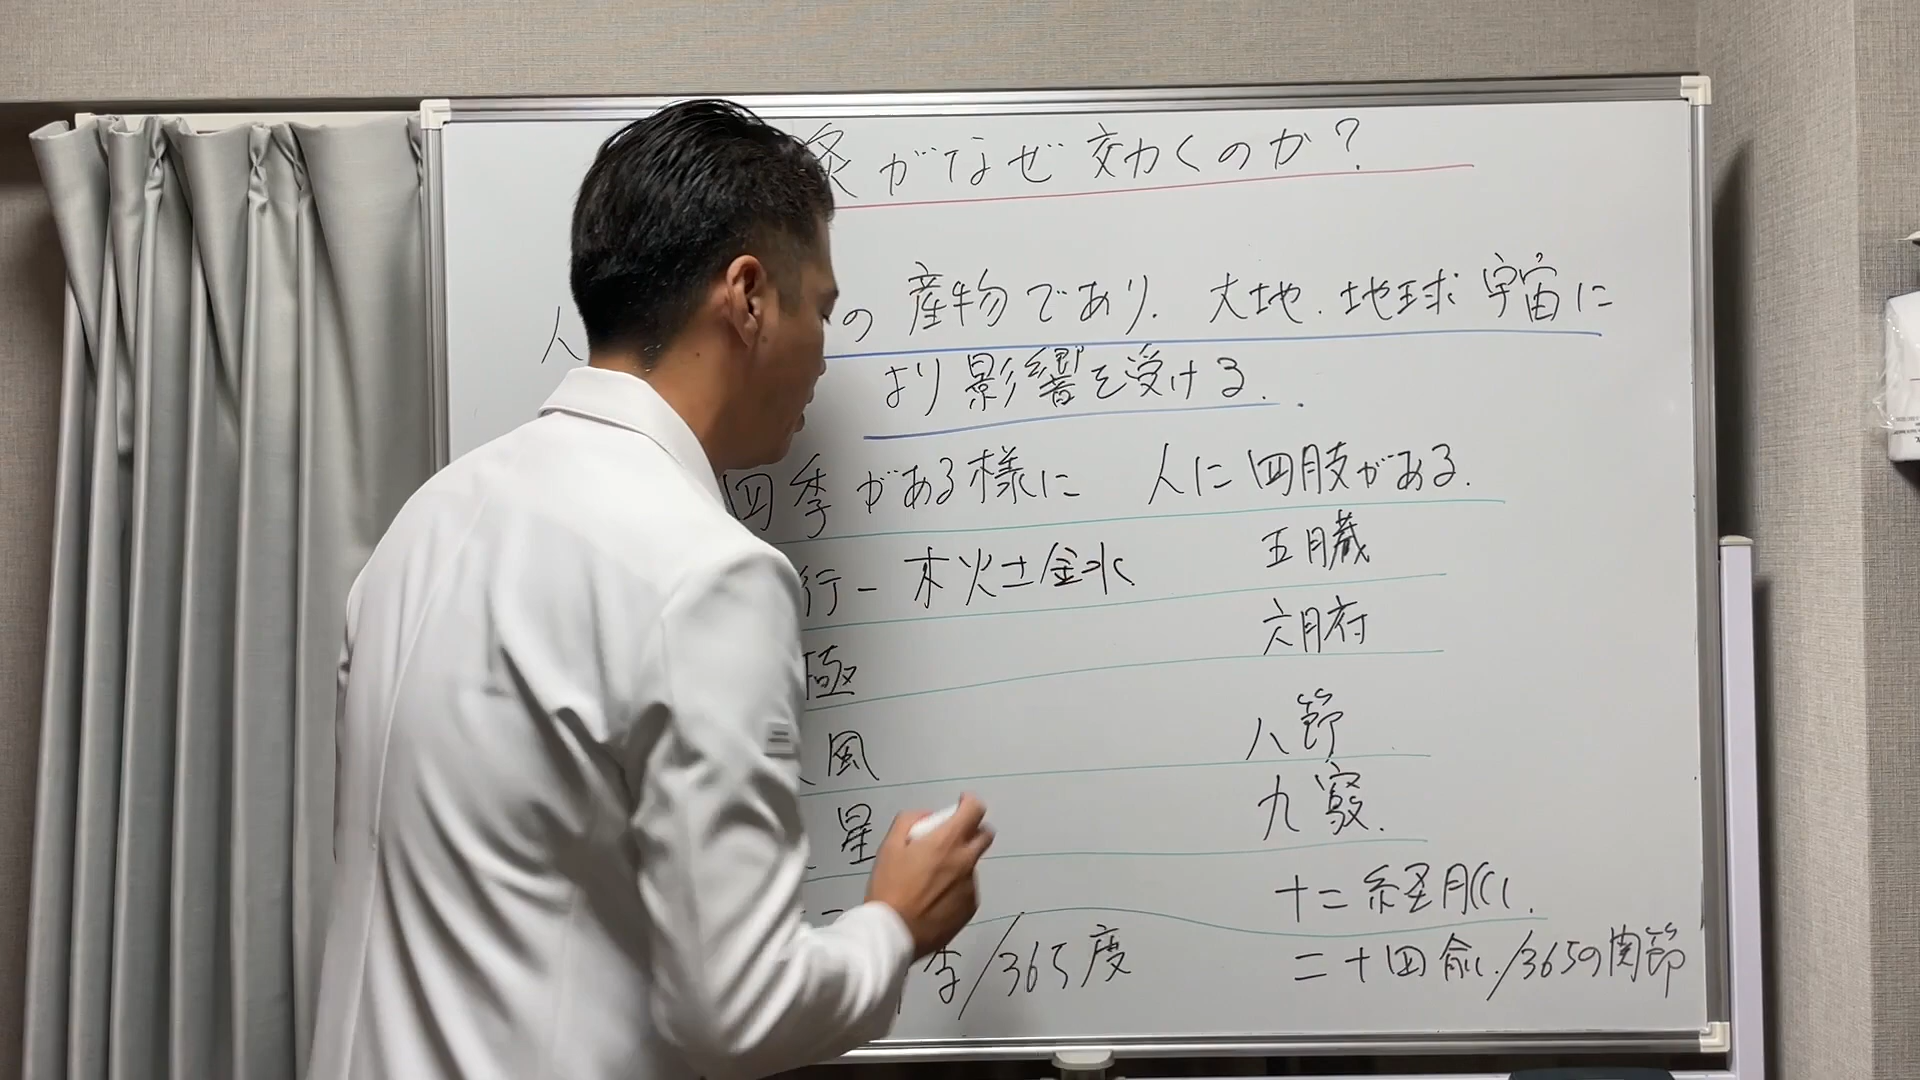 灸がなぜ効くのか?
人 の産物であり.大地.地球 宇宙に
より影響を受ける.
四季がある様に 人に四肢がある.
行-木火土金水 五臓
極 六腑
風 八節
星 九竅.
十二経脈.
季/365度 二十四俞./365の関節